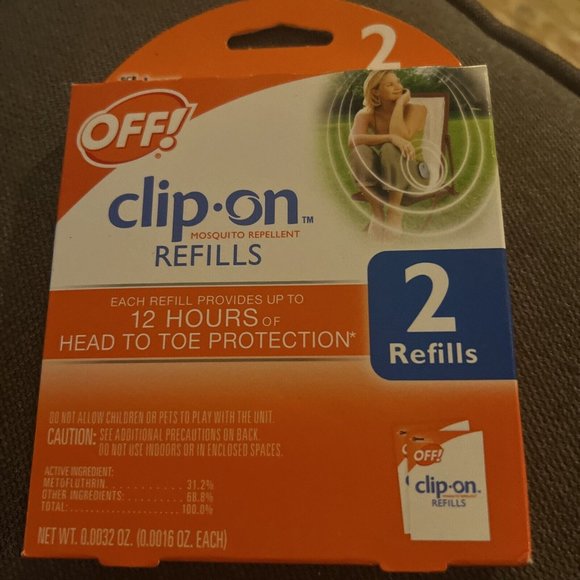 2
OFF!
clip·on™
MOSQUITO REPELLENT
REFILLS
EACH REFILL PROVIDES UP TO
12 HOURS OF
HEAD TO TOE PROTECTION*
2
Refills
DO NOT ALLOW CHILDREN OR PETS TO PLAY WITH THE UNIT.
CAUTION: SEE ADDITIONAL PRECAUTIONS ON BACK.
DO NOT USE INDOORS OR IN ENCLOSED SPACES.
ACTIVE INGREDIENT:
METOFLUTHRIN. . . . . . . . . . . . 31.2%
OTHER INGREDIENTS: . . . . . . . 68.8%
TOTAL: . . . . . . . . . . . . . . . . . . 100.0%
NET WT. 0.0032 OZ. (0.0016 OZ. EACH)
OFF!
clip·on™
MOSQUITO REPELLENT
REFILLS